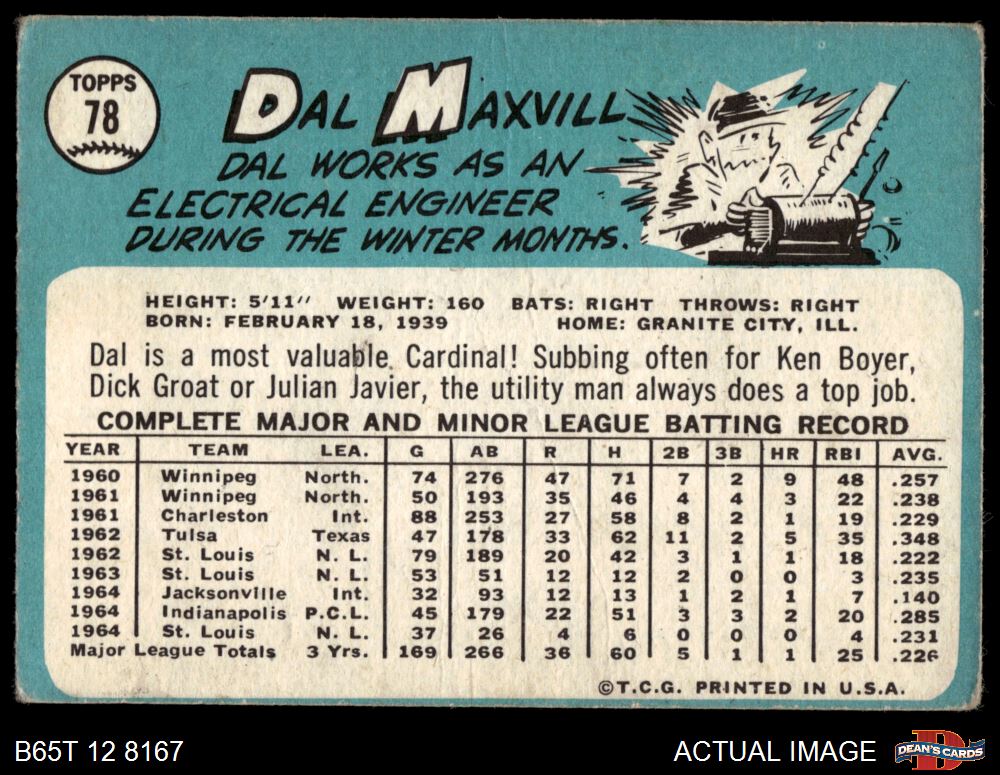 TOPPS
78
DAL MAXVILL
DAL WORKS AS AN
ELECTRICAL ENGINEER
DURING THE WINTER MONTHS.
HEIGHT: 5'11" WEIGHT: 160 BATS: RIGHT THROWS: RIGHT
BORN: FEBRUARY 18, 1939 HOME: GRANITE CITY, ILL.
Dal is a most valuable Cardinal! Subbing often for Ken Boyer,
Dick Groat or Julian Javier, the utility man always does a top job.
COMPLETE MAJOR AND MINOR LEAGUE BATTING RECORD
YEAR TEAM LEA. G AB R H 2B 3B HR RBI AVG.
1960 Winnipeg North. 74 276 47 71 7 2 9 48 .257
1961 Winnipeg North. 50 193 35 46 4 4 3 22 .238
1961 Charleston Int. 88 253 27 58 8 2 1 19 .229
1962 Tulsa Texas 47 178 33 62 11 2 5 35 .348
1962 St. Louis N. L. 79 189 20 42 3 1 1 18 .222
1963 St. Louis N. L. 53 51 12 12 2 0 0 3 .235
1964 Jacksonville Int. 32 93 12 13 1 2 1 7 .140
1964 Indianapolis P.C.L. 45 179 22 51 3 3 2 20 .285
1964 St. Louis N. L. 37 26 4 6 0 0 0 4 .231
Major League Totals 3 Yrs. 169 266 36 60 5 1 1 25 .226
©T.C.G. PRINTED IN U.S.A.
B65T 12 8167 ACTUAL IMAGE
DEAN'S CARDS